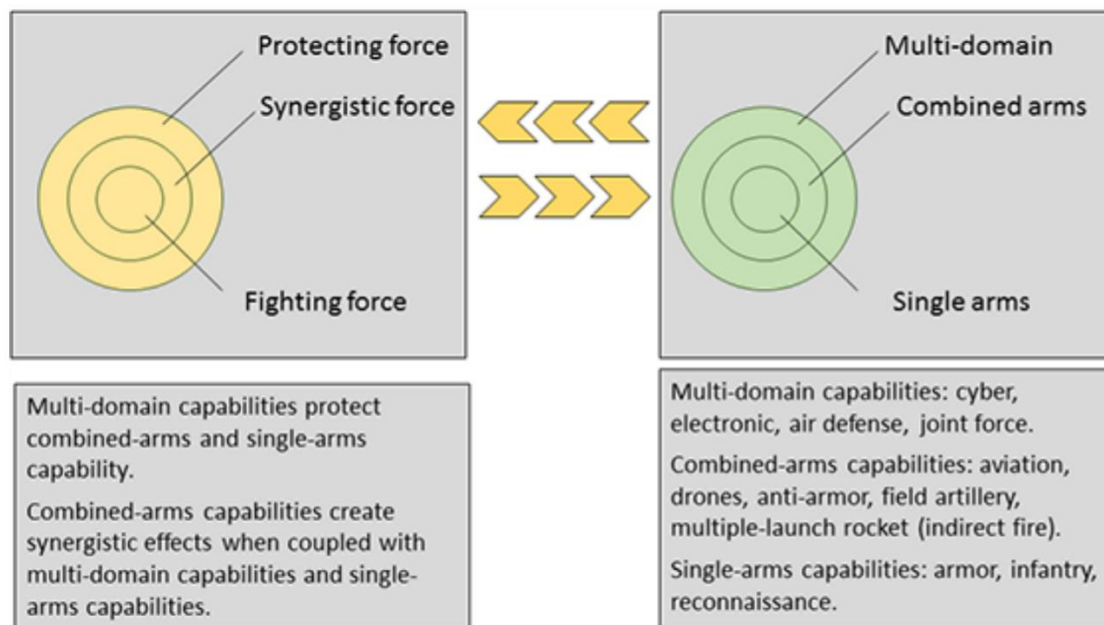 Protecting force
Synergistic force
Fighting force
Multi-domain
Combined arms
Single arms
Multi-domain capabilities protect
combined-arms and single-arms
capability.
Combined-arms capabilities create
synergistic effects when coupled with
multi-domain capabilities and single-
arms capabilities.
Multi-domain capabilities: cyber,
electronic, air defense, joint force.
Combined-arms capabilities: aviation,
drones, anti-armor, field artillery,
multiple-launch rocket (indirect fire).
Single-arms capabilities: armor, infantry,
reconnaissance.